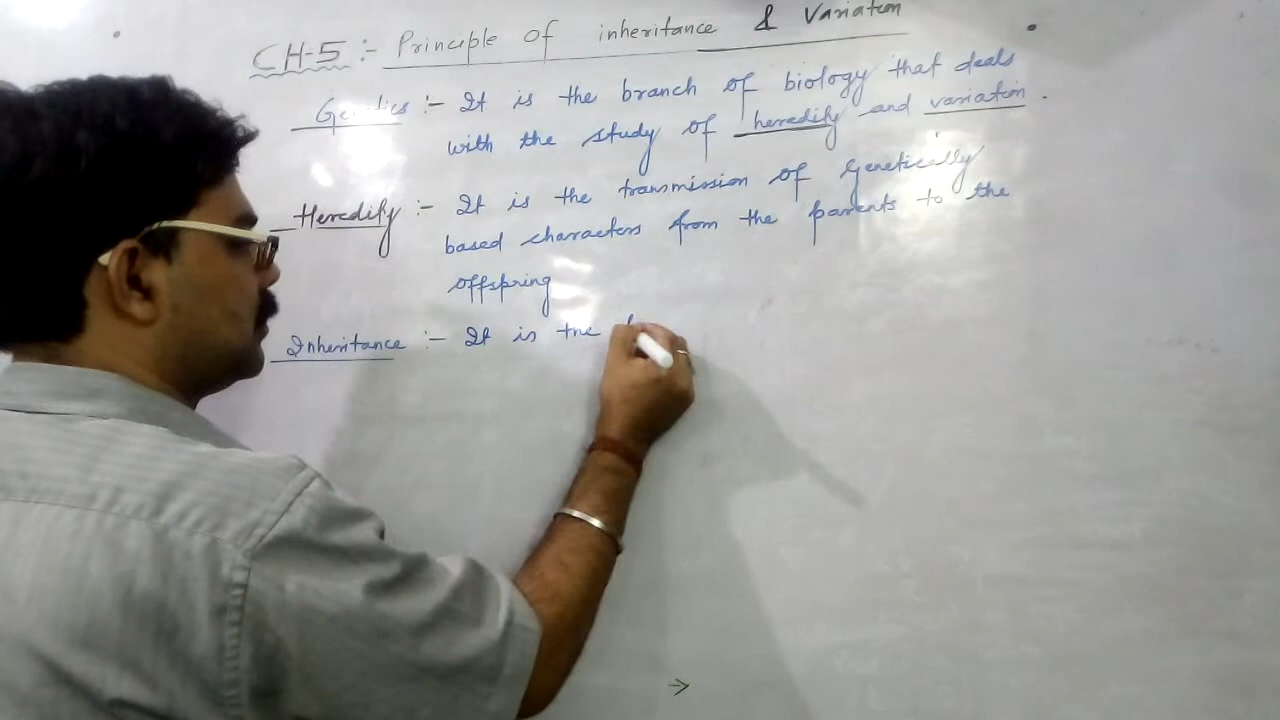 CH-5 :- Principle of inheritance & Variation
Genetics :- It is the branch of biology that deals
with the study of heredity and variation .
Heredity :- It is the transmission of genetically
based characters from the parents to the
offspring
Inheritance :- It is the
→